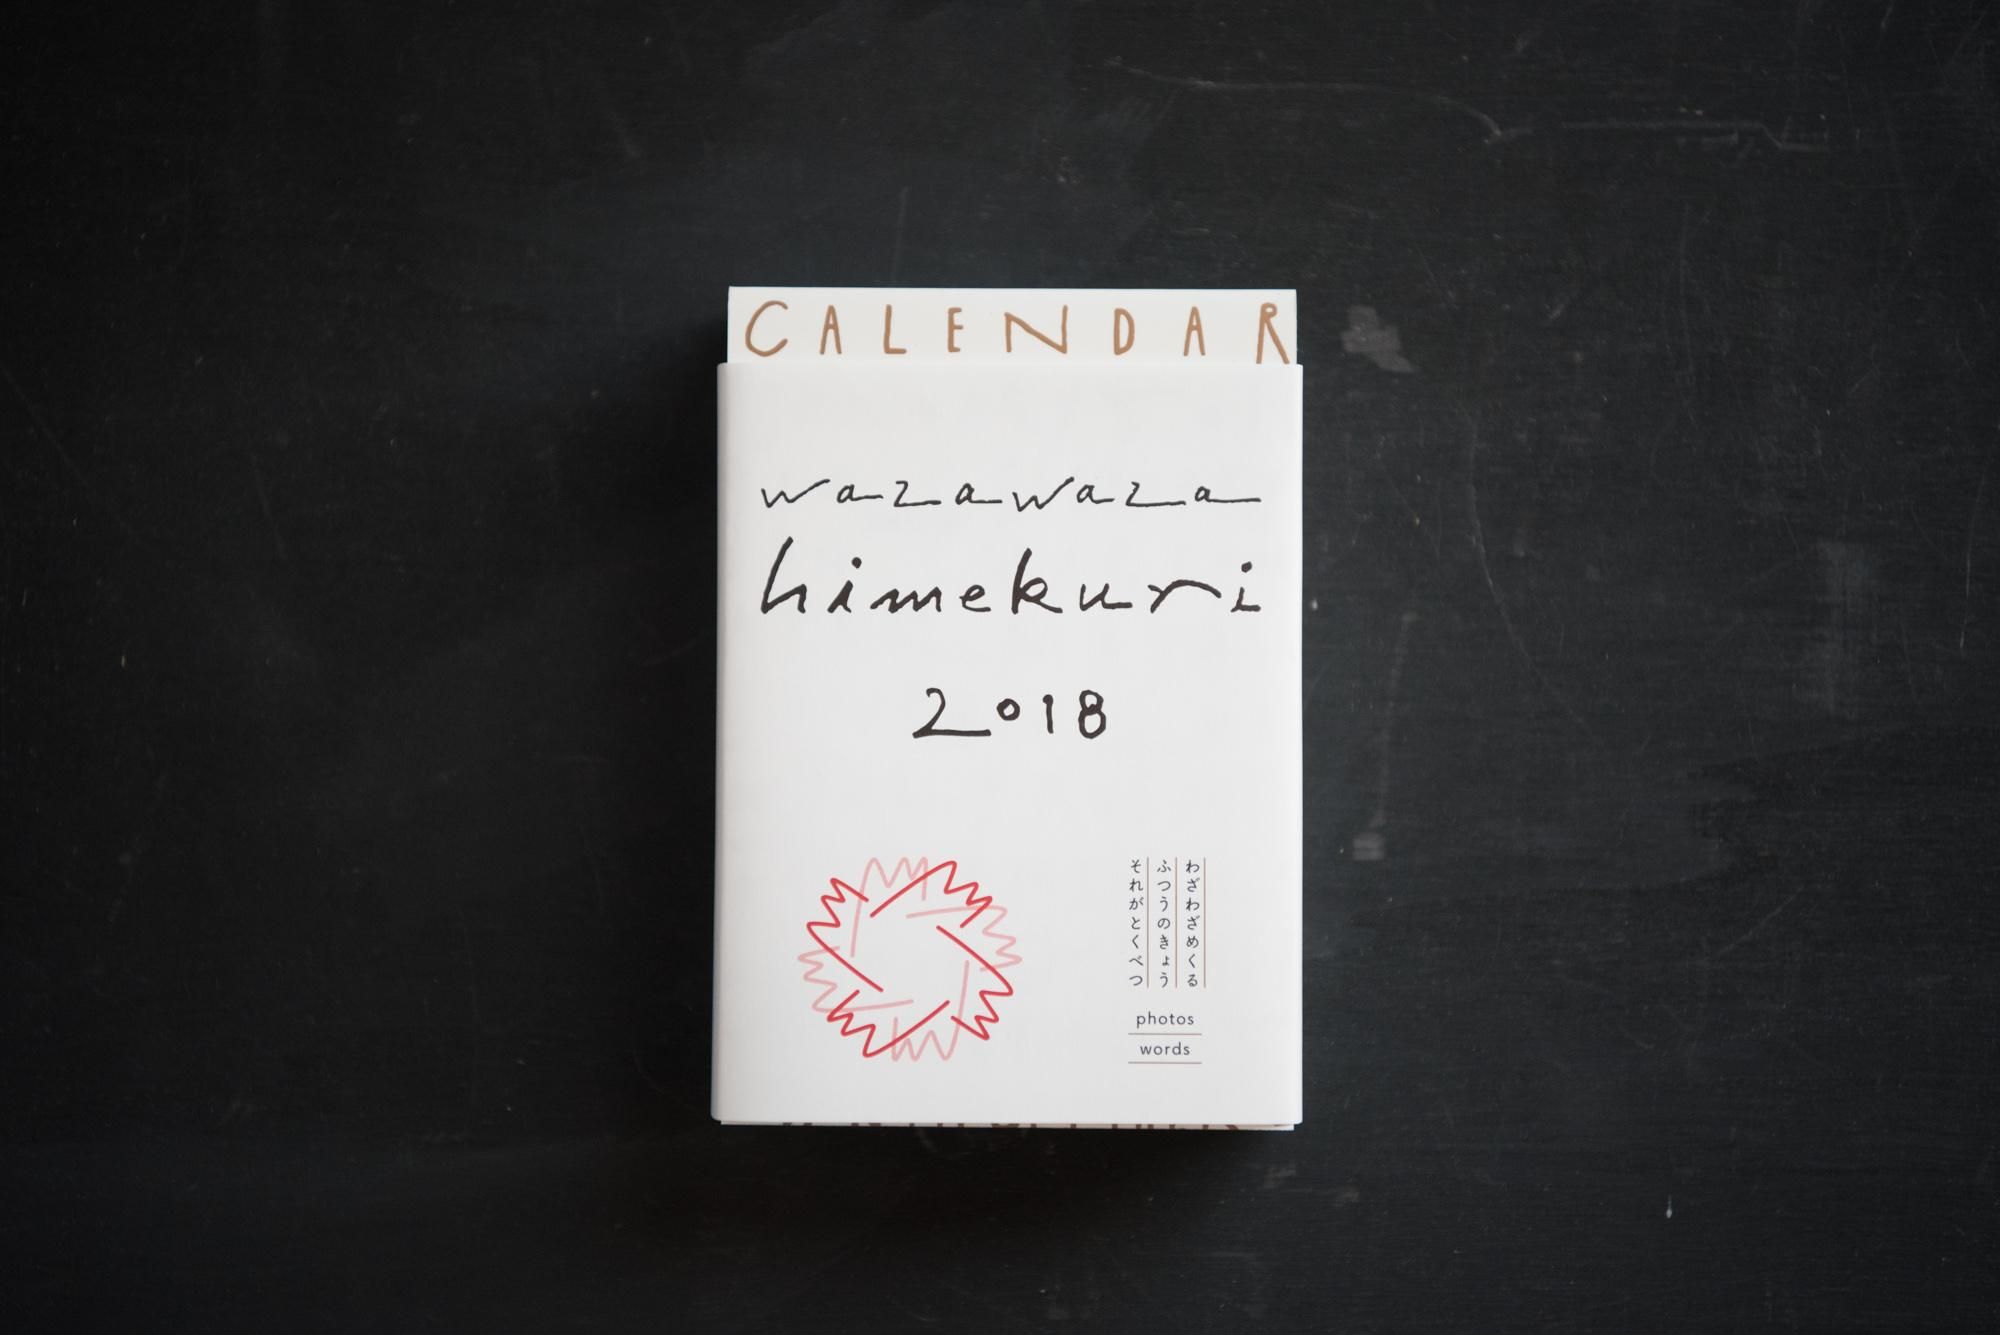 CALENDAR
wazawaza
himekuri
2018
わざわざめくる
ふつうのきょう
それがとくべつ
photos
words